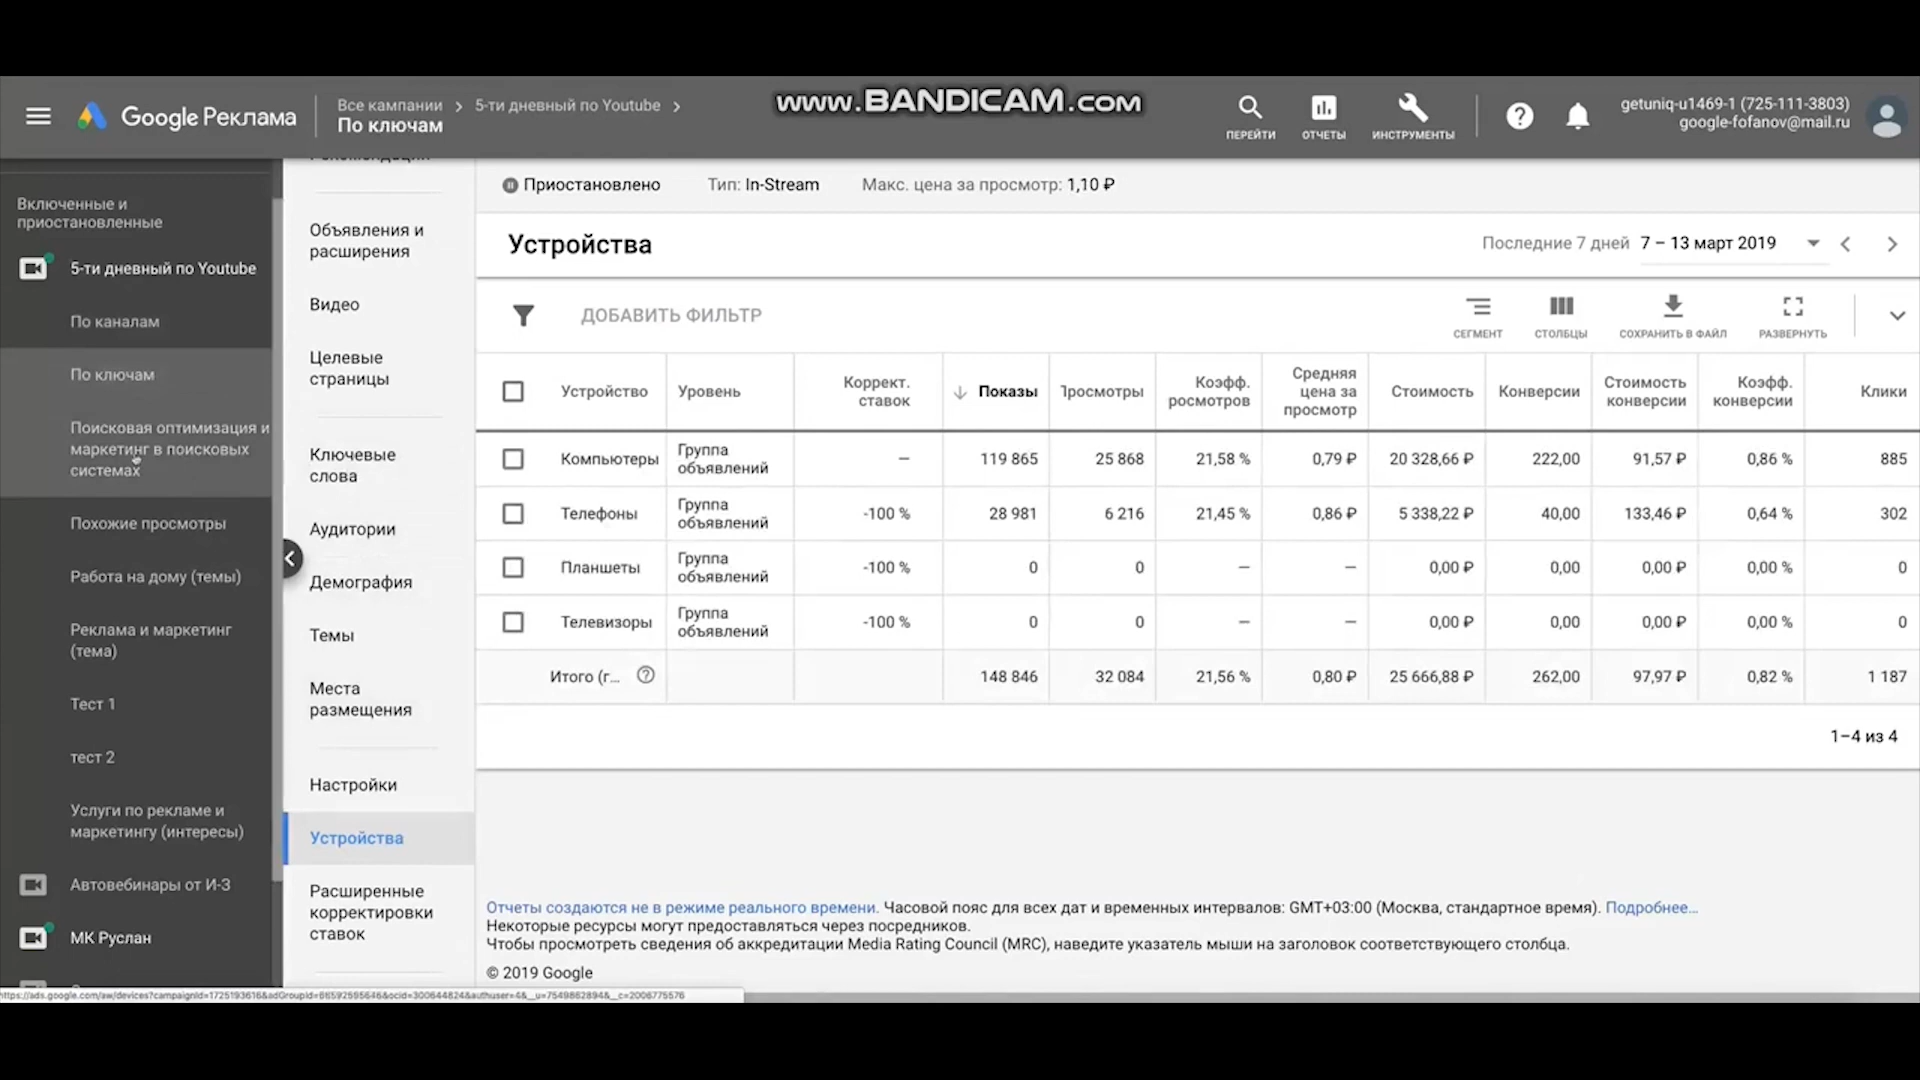 www.BANDICAM.com
Google Реклама
Все кампании > 5-ти дневный по Youtube >
По ключам
ПЕРЕЙТИ
ОТЧЕТЫ
ИНСТРУМЕНТЫ
getuniq-u1469-1 (725-111-3803)
google-fofanov@mail.ru
Включенные и
приостановленные
5-ти дневный по Youtube
По каналам
По ключам
Поисковая оптимизация и
маркетинг в поисковых
системах
Похожие просмотры
Работа на дому (темы)
Реклама и маркетинг
(тема)
Тест 1
тест 2
Услуги по рекламе и
маркетингу (интересы)
Автовебинары от И-З
МК Руслан
Объявления и
расширения
Видео
Целевые
страницы
Ключевые
слова
Аудитории
Демография
Темы
Места
размещения
Настройки
Устройства
Расширенные
корректировки
ставок
Приостановлено Тип: In-Stream Макс. цена за просмотр: 1,10 ₽
Устройства
Последние 7 дней 7 – 13 март 2019
ДОБАВИТЬ ФИЛЬТР
СЕГМЕНТ
СТОЛБЦЫ
СОХРАНИТЬ В ФАЙЛ
РАЗВЕРНУТЬ
Устройство Уровень Коррект. ставок Показы Просмотры Коэфф. росмотров Средняя цена за просмотр Стоимость Конверсии Стоимость конверсии Коэфф. конверсии Клики
Компьютеры Группа объявлений — 119 865 25 868 21,58 % 0,79 ₽ 20 328,66 ₽ 222,00 91,57 ₽ 0,86 % 885
Телефоны Группа объявлений -100 % 28 981 6 216 21,45 % 0,86 ₽ 5 338,22 ₽ 40,00 133,46 ₽ 0,64 % 302
Планшеты Группа объявлений -100 % 0 0 — — 0,00 ₽ 0,00 0,00 ₽ 0,00 % 0
Телевизоры Группа объявлений -100 % 0 0 — — 0,00 ₽ 0,00 0,00 ₽ 0,00 % 0
Итого (г... 148 846 32 084 21,56 % 0,80 ₽ 25 666,88 ₽ 262,00 97,97 ₽ 0,82 % 1 187
1–4 из 4
Отчеты создаются не в режиме реального времени. Часовой пояс для всех дат и временных интервалов: GMT+03:00 (Москва, стандартное время). Подробнее...
Некоторые ресурсы могут предоставляться через посредников.
Чтобы просмотреть сведения об аккредитации Media Rating Council (MRC), наведите указатель мыши на заголовок соответствующего столбца.
© 2019 Google